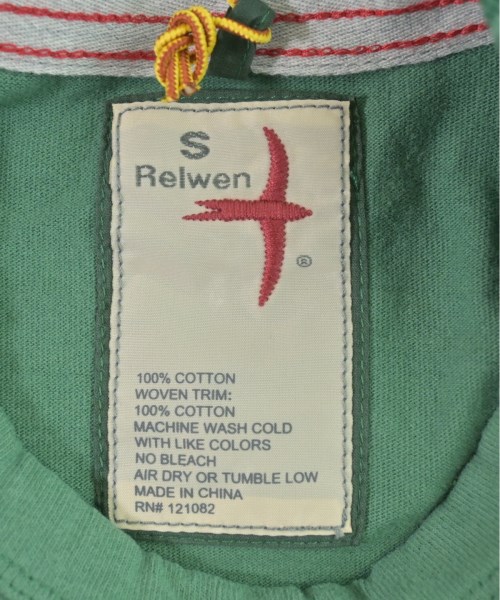 S
Relwen
®
100% COTTON
WOVEN TRIM:
100% COTTON
MACHINE WASH COLD
WITH LIKE COLORS
NO BLEACH
AIR DRY OR TUMBLE LOW
MADE IN CHINA
RN# 121082